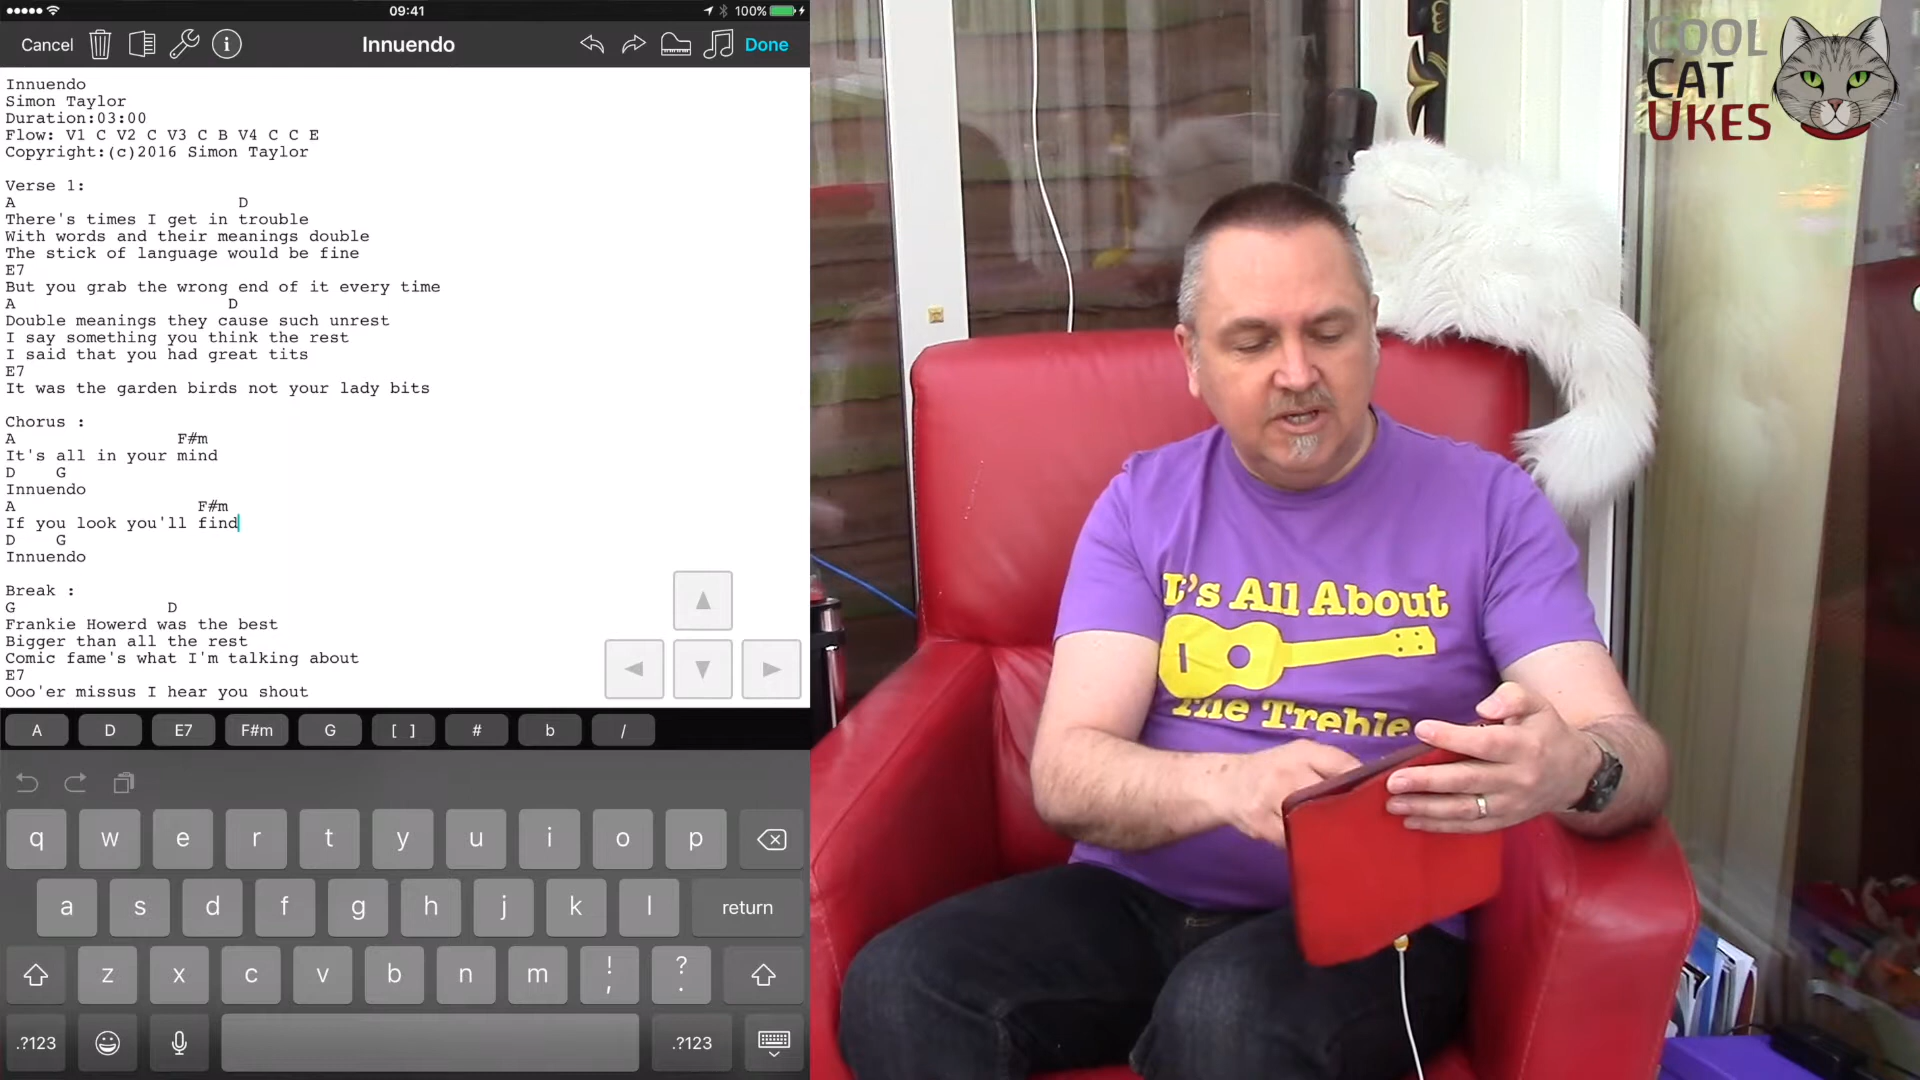 09:41
100%
Cancel
Innuendo
Done
Innuendo
Simon Taylor
Duration:03:00
Flow: V1 C V2 C V3 C B V4 C C E
Copyright:(c)2016 Simon Taylor
Verse 1:
A D
There's times I get in trouble
With words and their meanings double
The stick of language would be fine
E7
But you grab the wrong end of it every time
A D
Double meanings they cause such unrest
I say something you think the rest
I said that you had great tits
E7
It was the garden birds not your lady bits
Chorus :
A F#m
It's all in your mind
D G
Innuendo
A F#m
If you look you'll find
D G
Innuendo
Break :
G D
Frankie Howerd was the best
Bigger than all the rest
Comic fame's what I'm talking about
E7
Ooo'er missus I hear you shout
A D E7 F#m G [ ] # b /
q w e r t y u i o p
a s d f g h j k l return
z x c v b n m ! , ? .
.?123 .?123
COOL
CAT
UKES
It's All About
The Treble